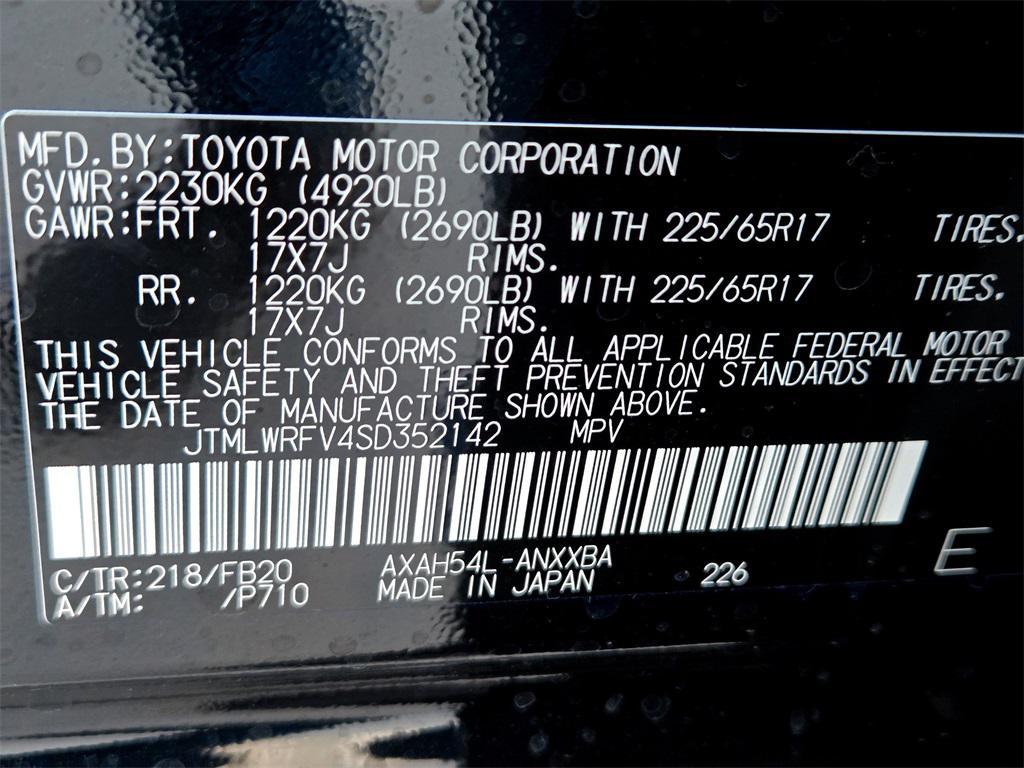 MFD.BY:TOYOTA MOTOR CORPORATION
GVWR:2230KG (4920LB)
GAWR:FRT. 1220KG (2690LB) WITH 225/65R17 TIRES.
17X7J RIMS.
RR. 1220KG (2690LB) WITH 225/65R17 TIRES.
17X7J RIMS.
THIS VEHICLE CONFORMS TO ALL APPLICABLE FEDERAL MOTOR
VEHICLE SAFETY AND THEFT PREVENTION STANDARDS IN EFFECT
THE DATE OF MANUFACTURE SHOWN ABOVE.
JTMLWRFV4SD352142 MPV
C/TR:218/FB20 AXAH54L-ANXXBA
A/TM: /P710 MADE IN JAPAN 226 E